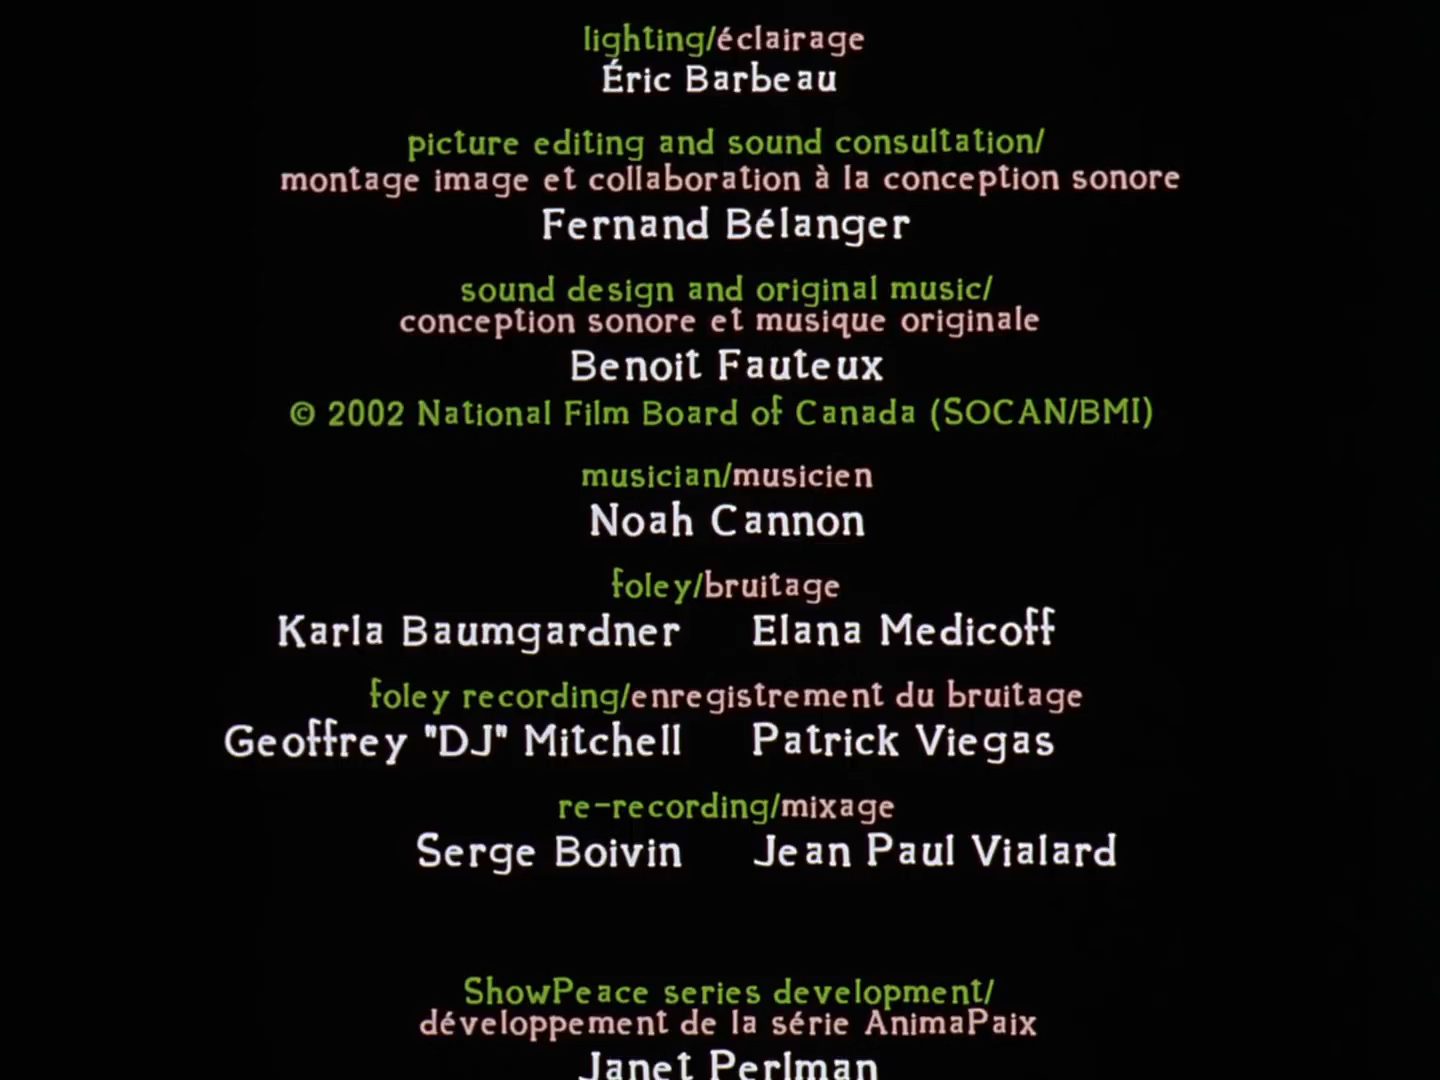 lighting/éclairage
Éric Barbeau
picture editing and sound consultation/
montage image et collaboration à la conception sonore
Fernand Bélanger
sound design and original music/
conception sonore et musique originale
Benoit Fauteux
© 2002 National Film Board of Canada (SOCAN/BMI)
musician/musicien
Noah Cannon
foley/bruitage
Karla Baumgardner Elana Medicoff
foley recording/enregistrement du bruitage
Geoffrey "DJ" Mitchell Patrick Viegas
re-recording/mixage
Serge Boivin Jean Paul Vialard
ShowPeace series development/
développement de la série AnimaPaix
Janet Perlman